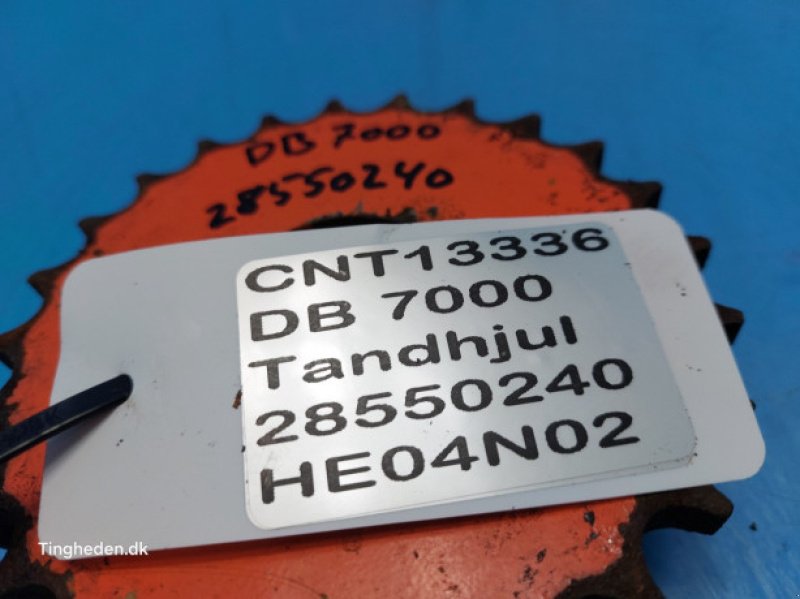 DB 7000
28550240
CNT13336
DB 7000
Tandhjul
28550240
HE04N02
Tingheden.dk